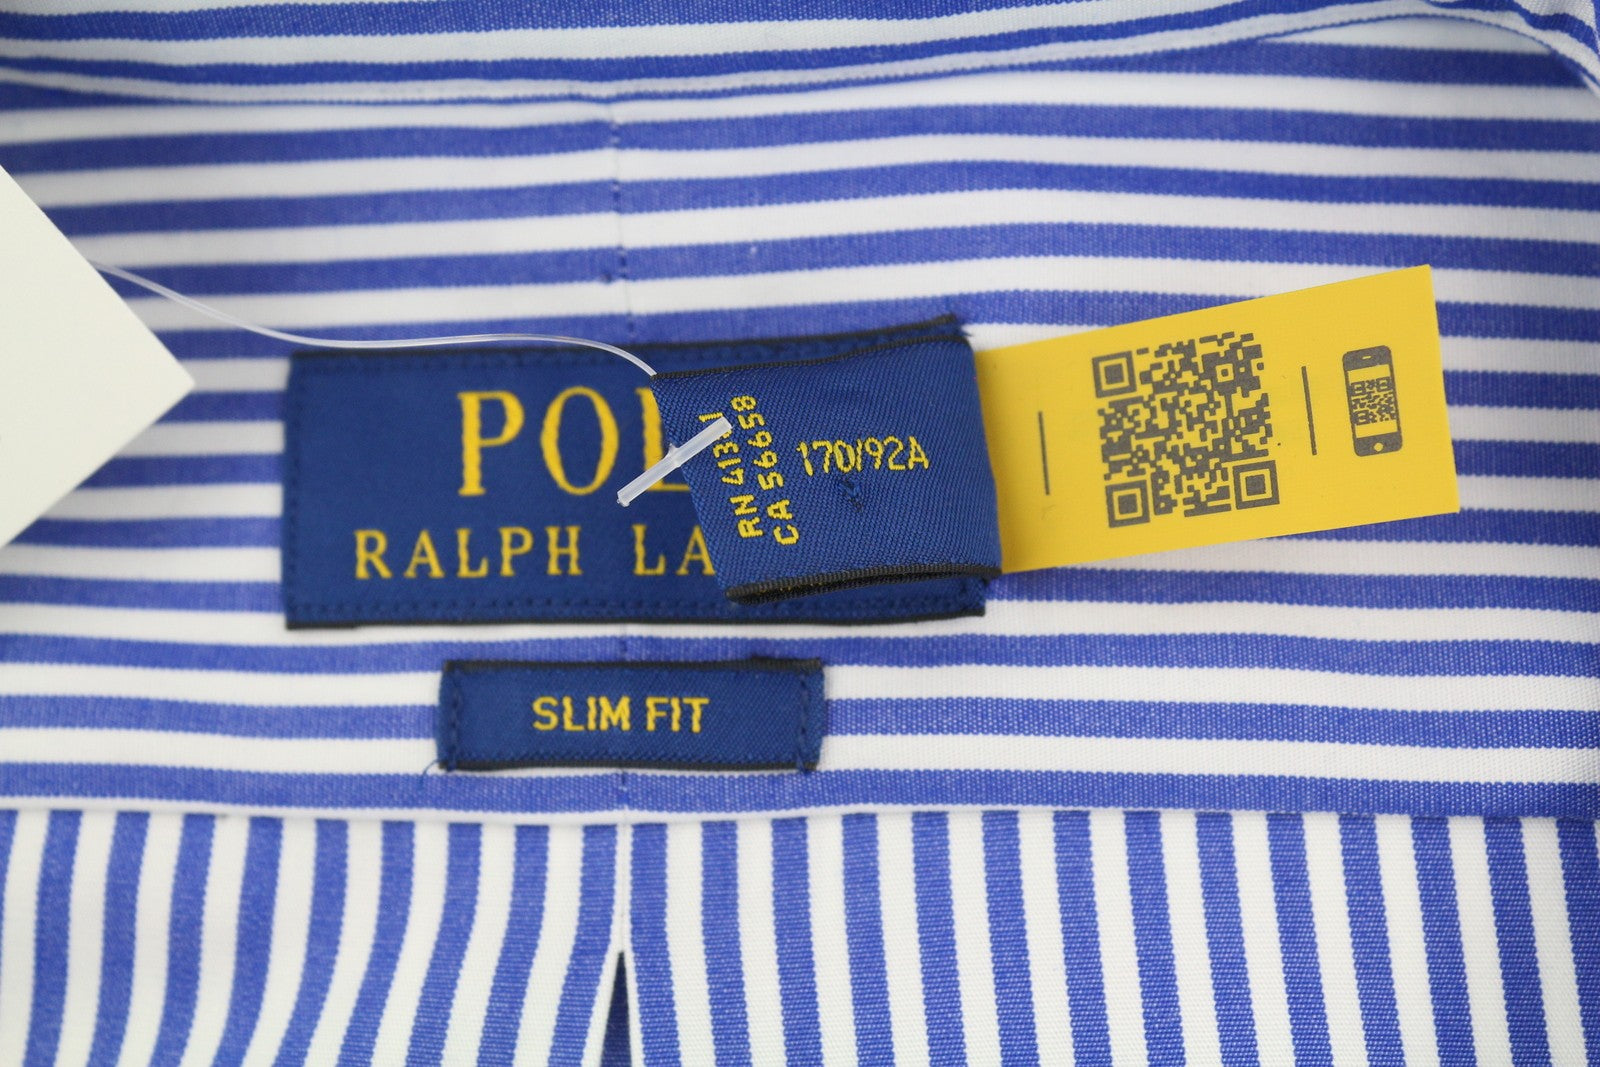 POL
RALPH LA
RN 41381
CA 56658
170/92A
SLIM FIT